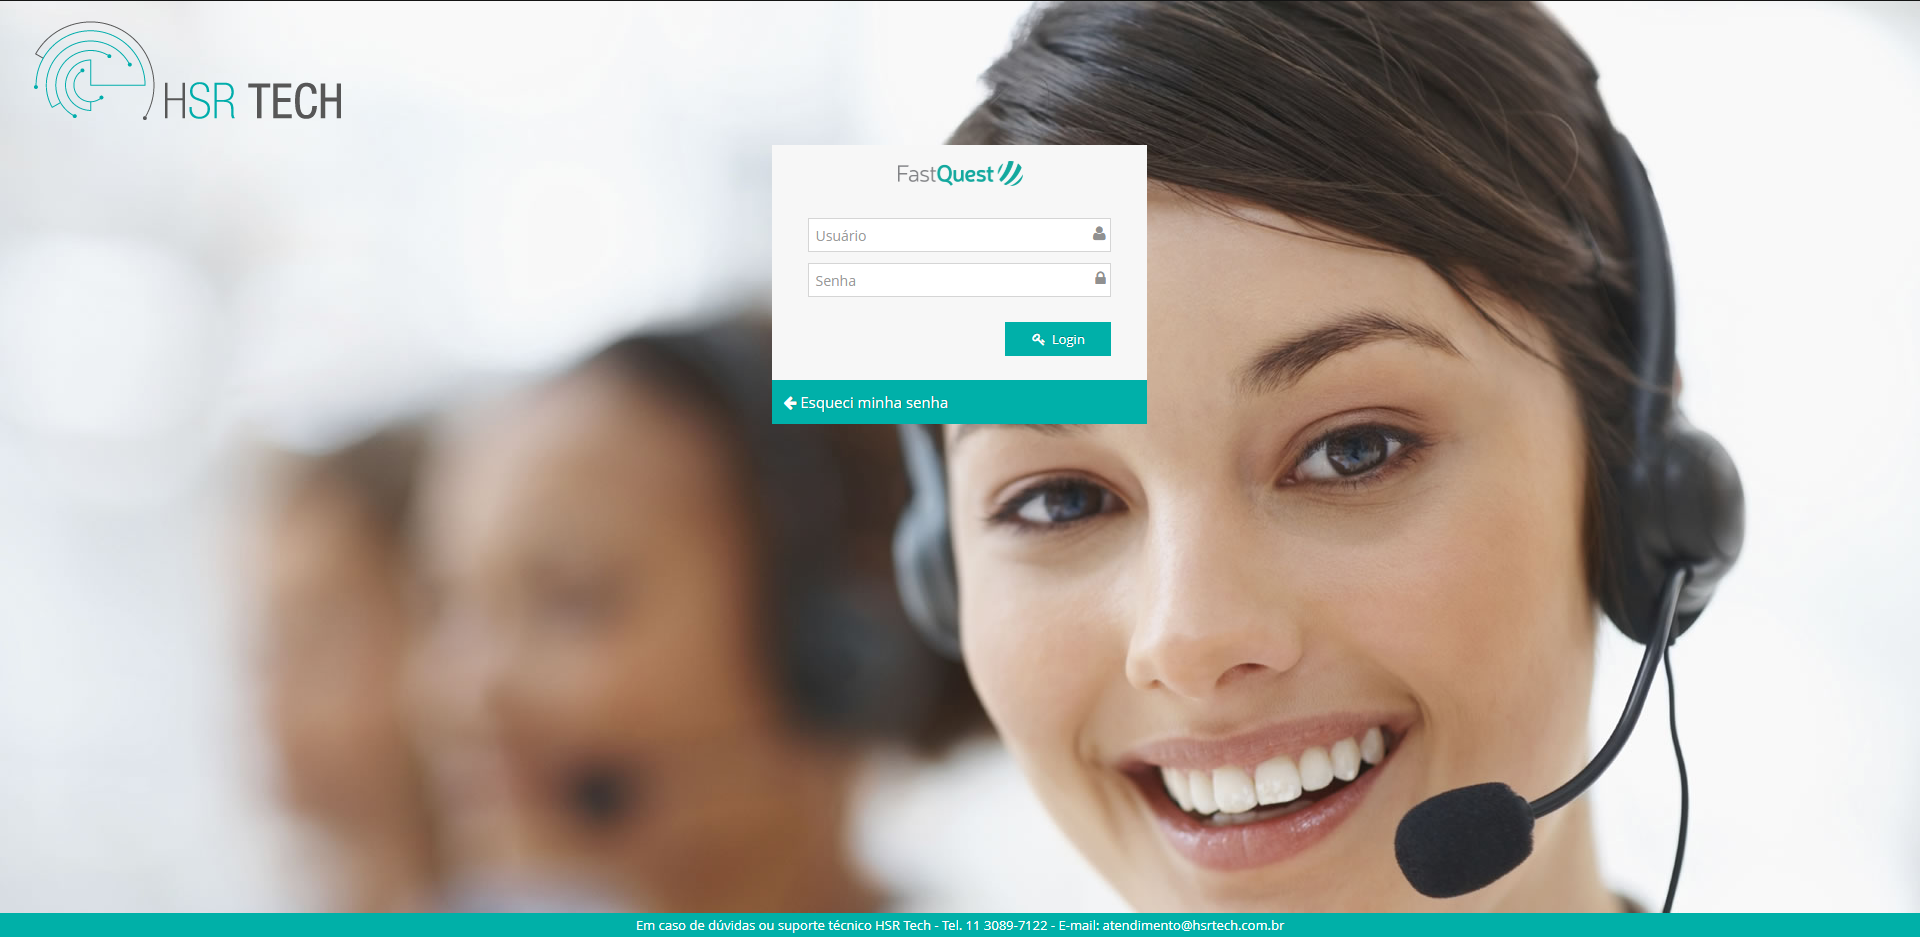 HSR TECH
FastQuest
Usuário
Senha
Login
Esqueci minha senha
Em caso de dúvidas ou suporte técnico HSR Tech - Tel. 11 3089-7122 - E-mail: atendimento@hsrtech.com.br